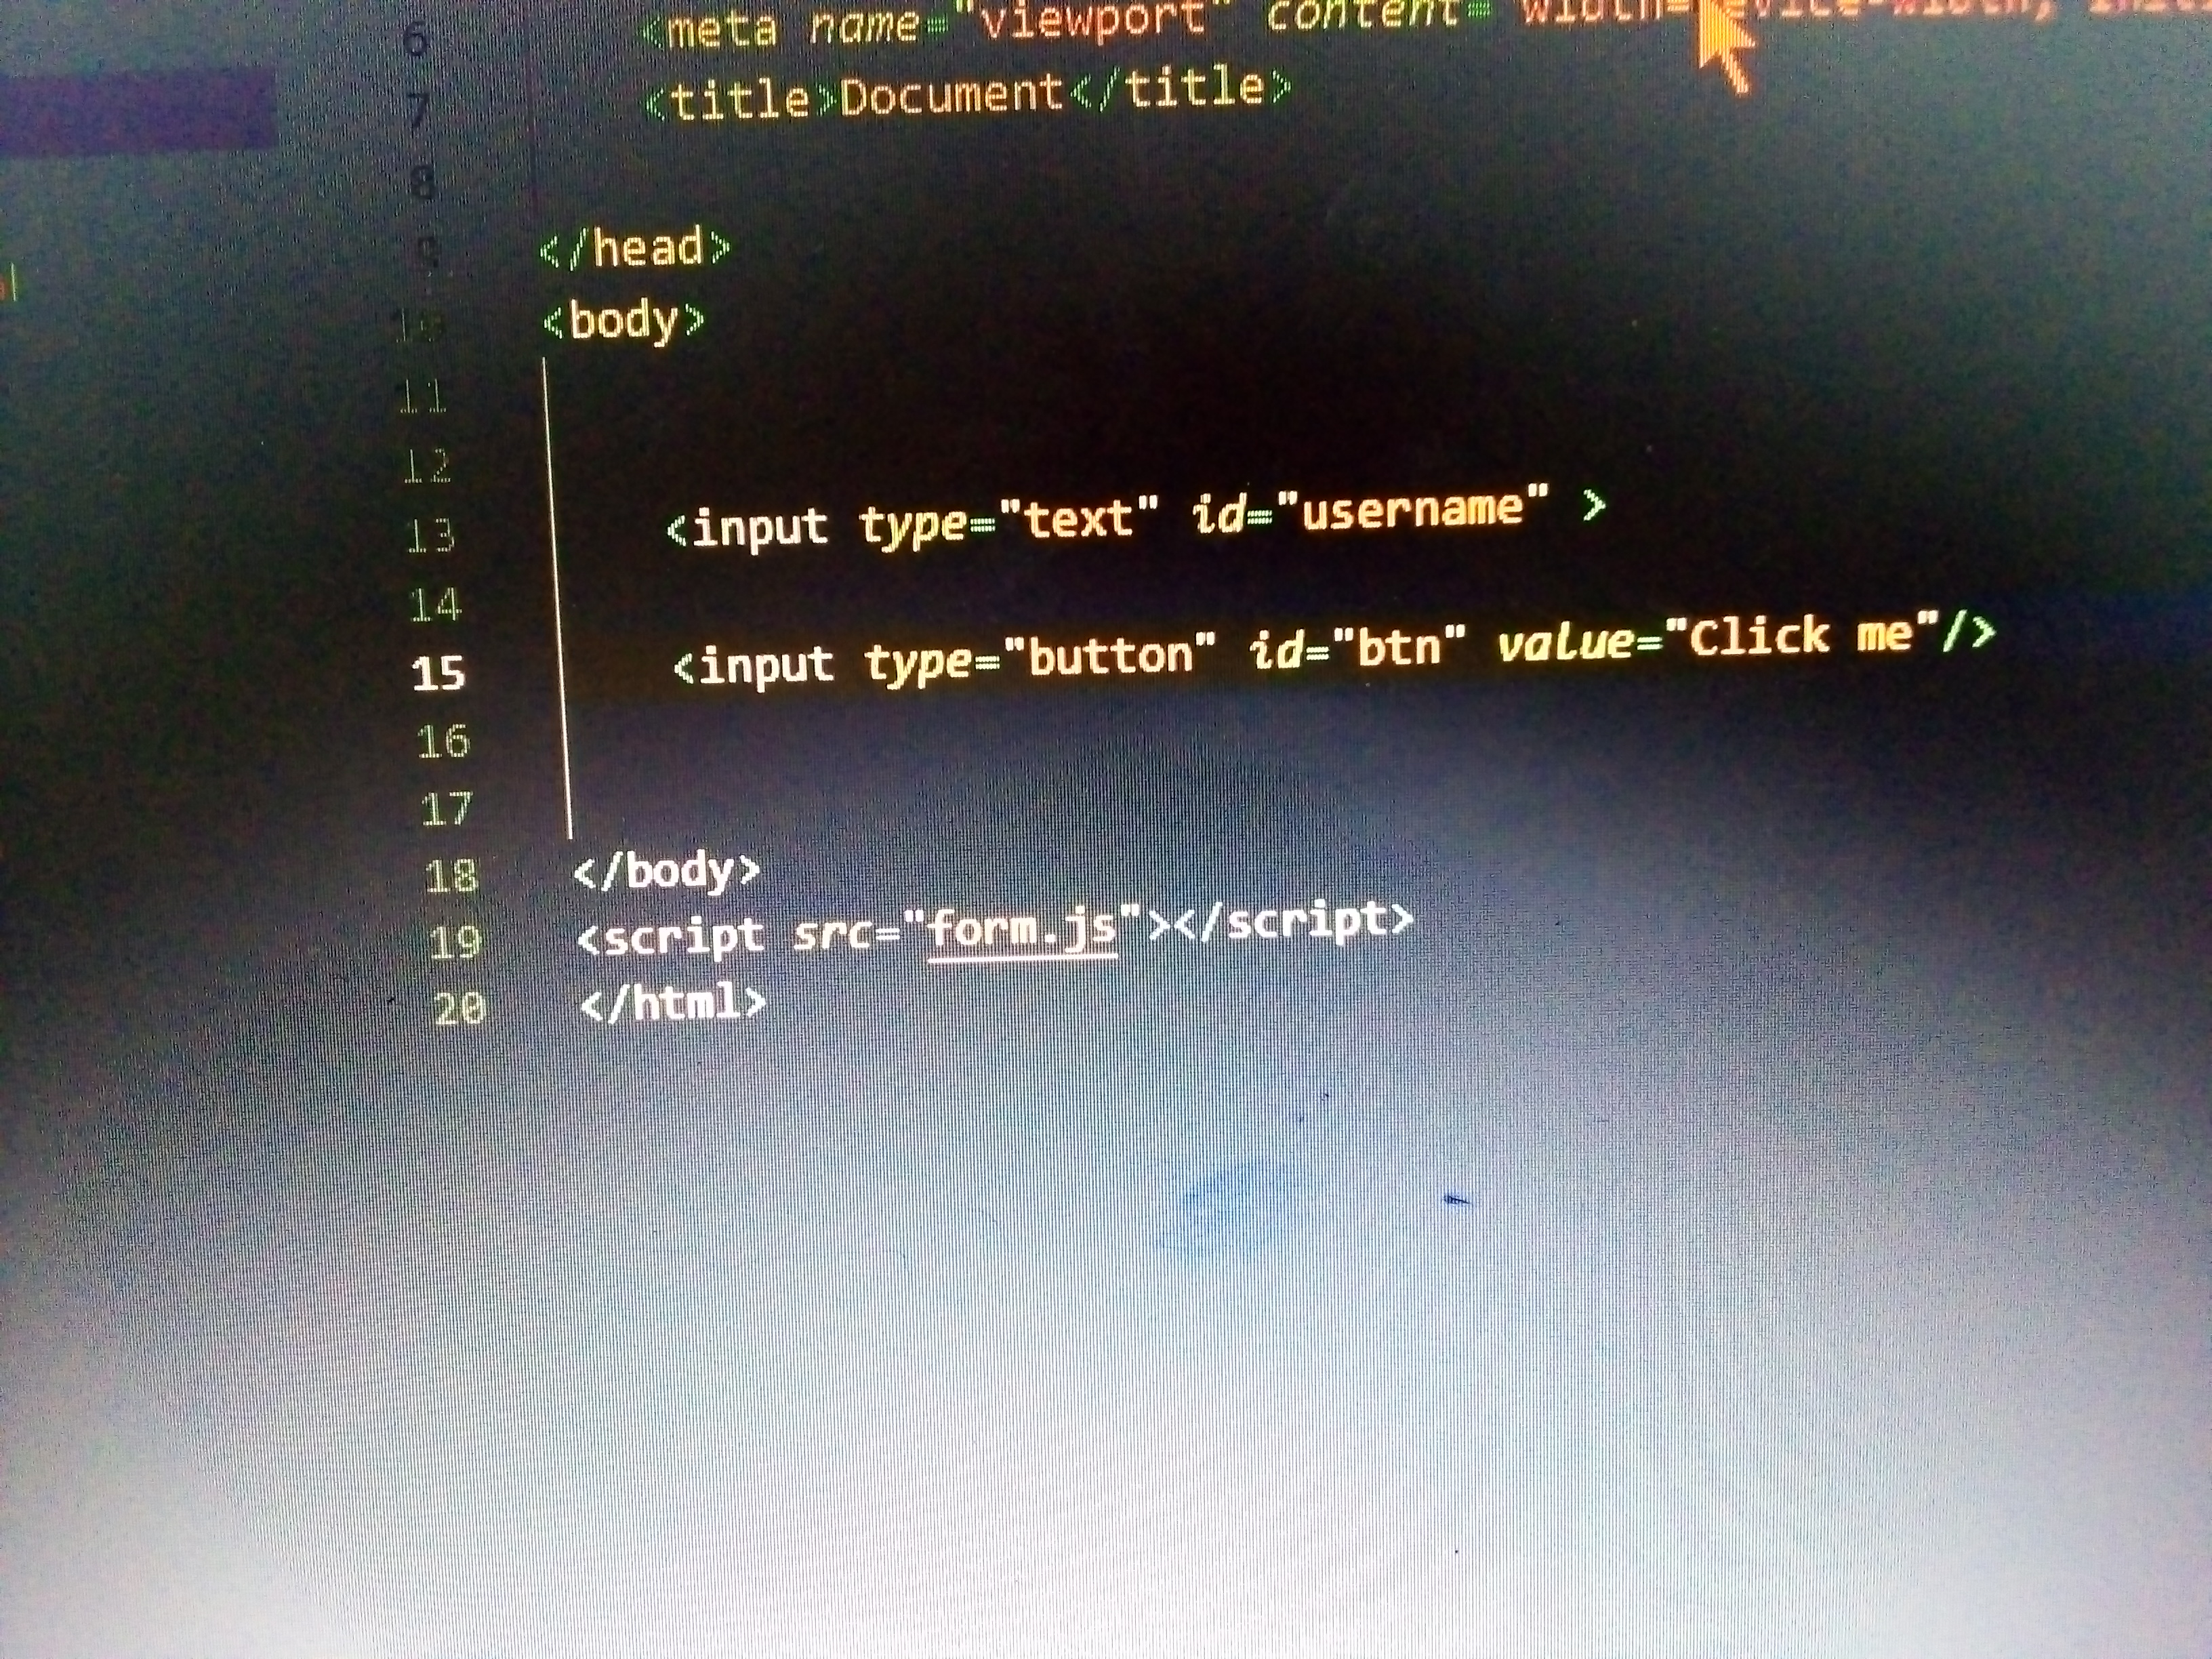 6 <meta name="viewport" content="width=device-width,
7 <title>Document</title>
8
9 </head>
10 <body>
11
12
13 <input type="text" id="username" >
14
15 <input type="button" id="btn" value="Click me"/>
16
17
18 </body>
19 <script src="form.js"></script>
20 </html>